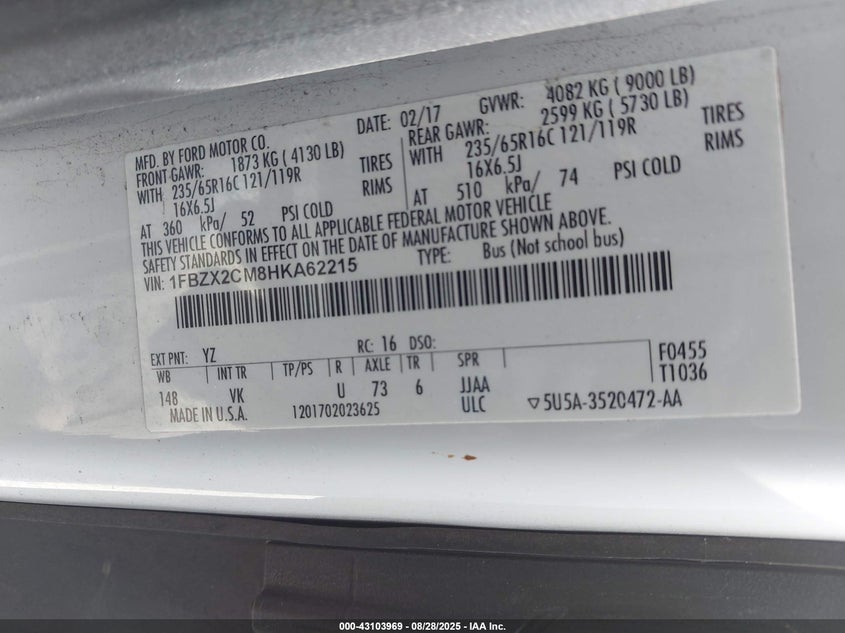 MFD. BY FORD MOTOR CO. DATE: 02/17 GVWR: 4082 KG ( 9000 LB)
FRONT GAWR: 1873 KG ( 4130 LB) REAR GAWR: 2599 KG ( 5730 LB)
WITH 235/65R16C 121/119R TIRES WITH 235/65R16C 121/119R TIRES
16X6.5J RIMS 16X6.5J RIMS
AT 360 kPa/ 52 PSI COLD AT 510 kPa/ 74 PSI COLD
THIS VEHICLE CONFORMS TO ALL APPLICABLE FEDERAL MOTOR VEHICLE
SAFETY STANDARDS IN EFFECT ON THE DATE OF MANUFACTURE SHOWN ABOVE.
VIN: 1FBZX2CM8HKA62215 TYPE: Bus (Not school bus)
EXT PNT: YZ RC: 16 DSO: F0455
WB INT TR TP/PS R AXLE TR SPR T1036
148 VK U 73 6 JJAA
MADE IN U.S.A. 1201702023625 ULC ▽5U5A-3520472-AA
000-43103969 - 08/28/2025 - IAA Inc.